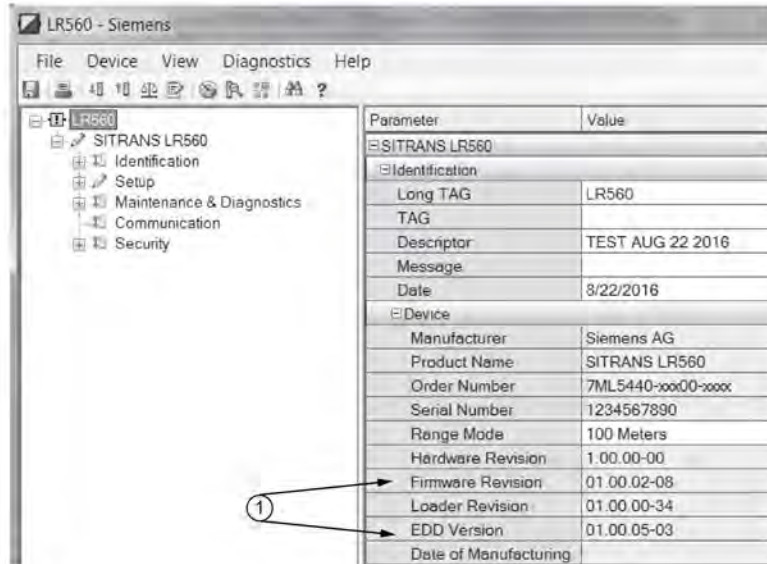 LR560 - Siemens
File Device View Diagnostics Help
LR560
SITRANS LR560
Identification
Setup
Maintenance & Diagnostics
Communication
Security
Parameter Value
SITRANS LR560
Identification
Long TAG LR560
TAG
Descriptor TEST AUG 22 2016
Message
Date 8/22/2016
Device
Manufacturer Siemens AG
Product Name SITRANS LR560
Order Number 7ML5440-xxx00-xxxx
Serial Number 1234567890
Range Mode 100 Meters
Hardware Revision 1.00.00-00
Firmware Revision 01.00.02-08
Loader Revision 01.00.00-34
EDD Version 01.00.05-03
Date of Manufacturing
1